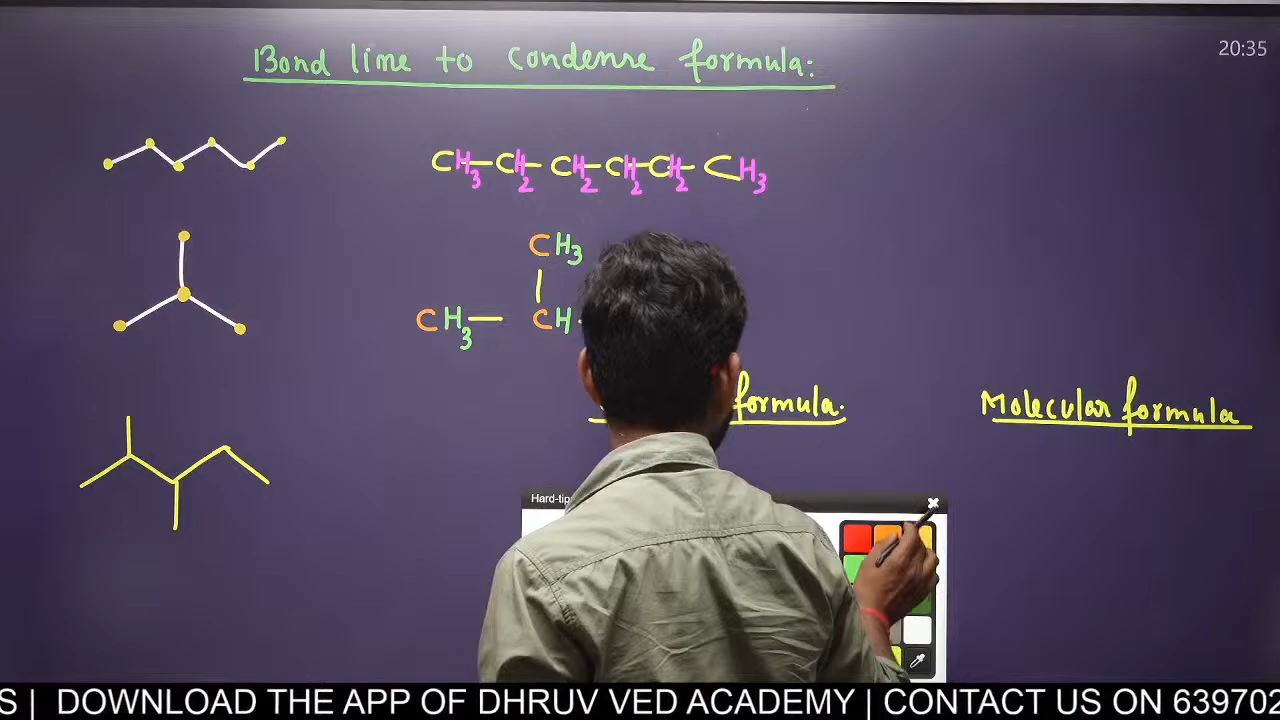 20:35
Bond line to condense formula:
CH3-CH2-CH2-CH2-CH2-CH3
CH3
CH3-CH
formula.
Molecular formula
Hard-tip
S | DOWNLOAD THE APP OF DHRUV VED ACADEMY | CONTACT US ON 639702